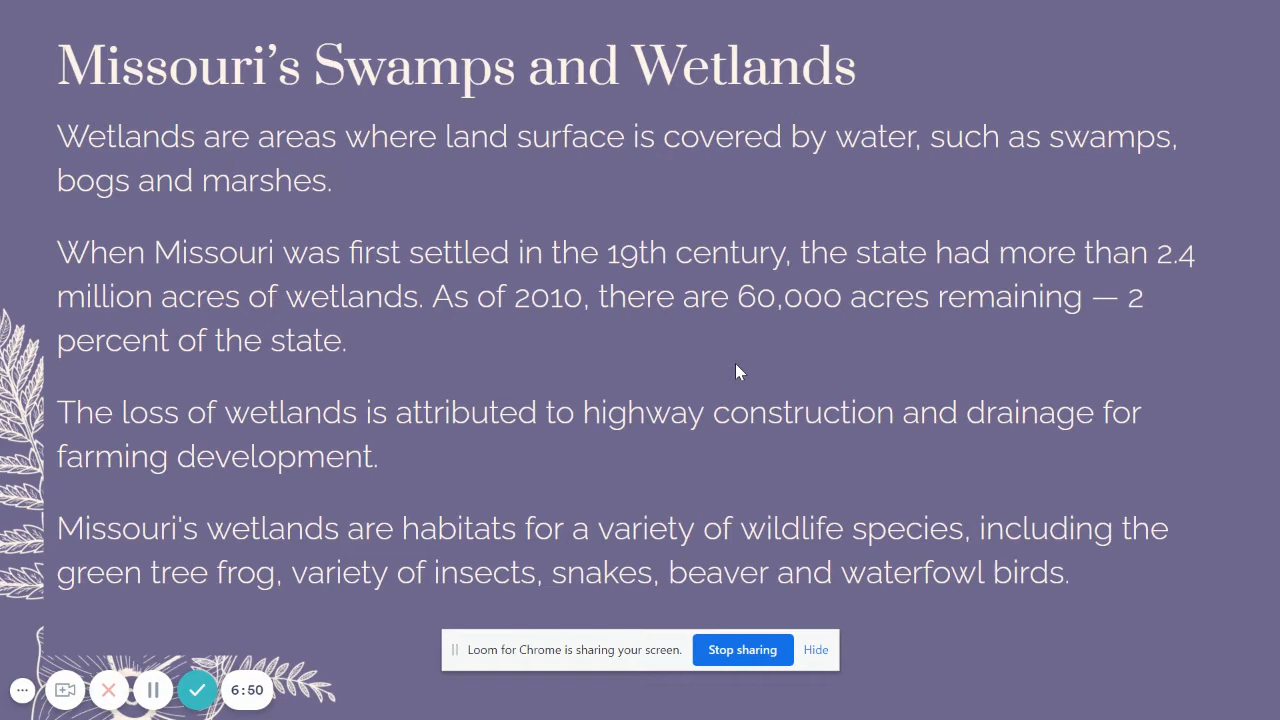 Missouri’s Swamps and Wetlands
Wetlands are areas where land surface is covered by water, such as swamps,
bogs and marshes.
When Missouri was first settled in the 19th century, the state had more than 2.4
million acres of wetlands. As of 2010, there are 60,000 acres remaining — 2
percent of the state.
The loss of wetlands is attributed to highway construction and drainage for
farming development.
Missouri's wetlands are habitats for a variety of wildlife species, including the
green tree frog, variety of insects, snakes, beaver and waterfowl birds.
Loom for Chrome is sharing your screen. Stop sharing Hide
6:50